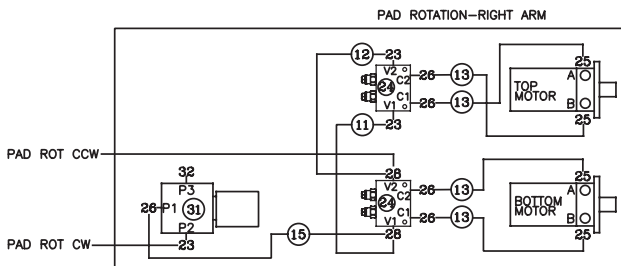 PAD ROTATION-RIGHT ARM
12 23
V2
24 C2 26 13 25
C1 26 13 TOP MOTOR A B
V1
11 23 25
PAD ROT CCW
28
32 V2 25
P3 24 C2 26 13 BOTTOM MOTOR A
26 P1 31 C1 26 13 B
P2 V1
PAD ROT CW 23 15 28 25